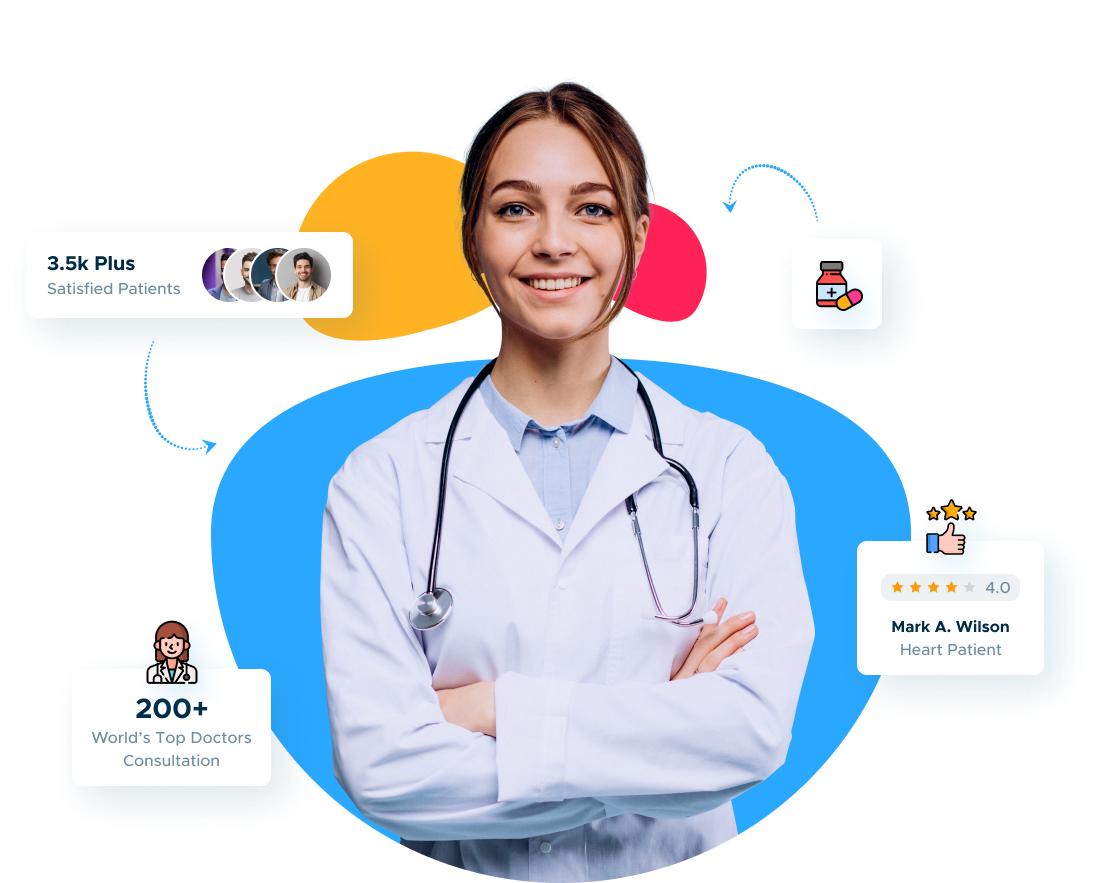 3.5k Plus
Satisfied Patients
4.0
Mark A. Wilson
Heart Patient
200+
World's Top Doctors
Consultation